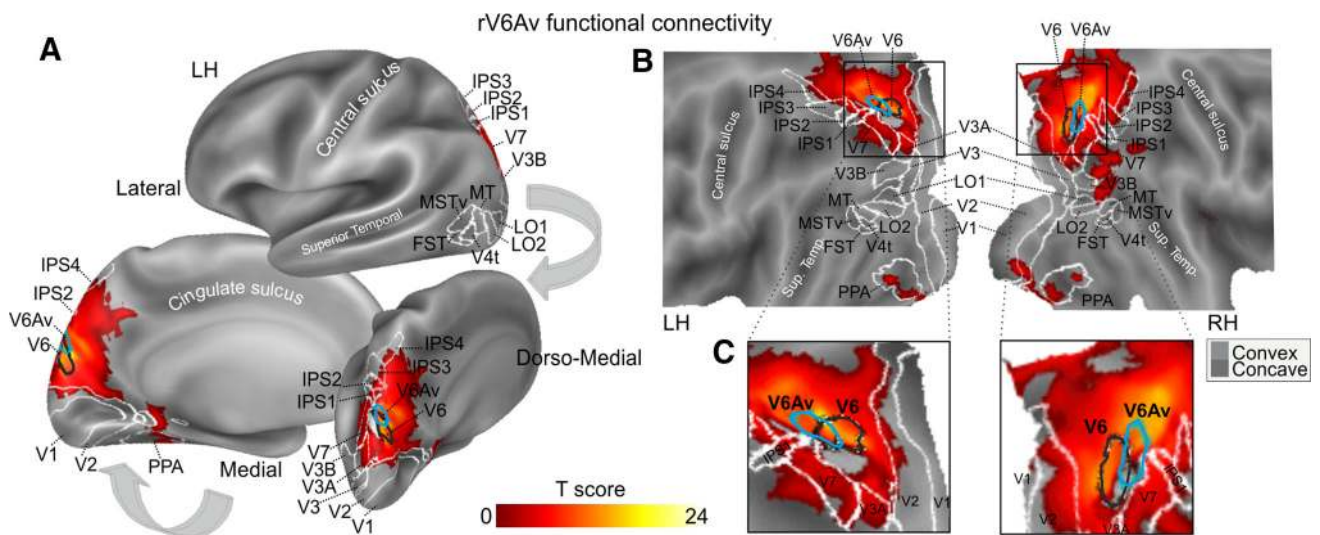 rV6Av functional connectivity
A
LH
Central sulcus
IPS3
IPS2
IPS1
V7
V3B
Lateral
MT
MSTv
Superior Temporal
LO1
LO2
FST
V4t
IPS4
IPS2
V6Av
V6
Cingulate sulcus
V1
V2
PPA
Medial
Dorso-Medial
IPS4
IPS3
IPS2
V6Av
IPS1
V6
V7
V3B
V3A
V3
V2
V1
T score
0
24
B
V6Av
V6
IPS4
IPS3
IPS2
IPS1
V7
Central sulcus
V3B
MT
MSTv
LO2
FST
V4t
Sup. Temp.
PPA
LH
V3A
V3
LO1
V2
V1
V6
V6Av
IPS4
IPS3
IPS2
IPS1
Central sulcus
V7
V3B
MT
MSTv
LO2
V4t
FST
Sup. Temp.
PPA
RH
Convex
Concave
C
V6Av
V6
V7
V3A
V2
V1
V6Av
V6
V1
V2
V7
V3A
IPS1